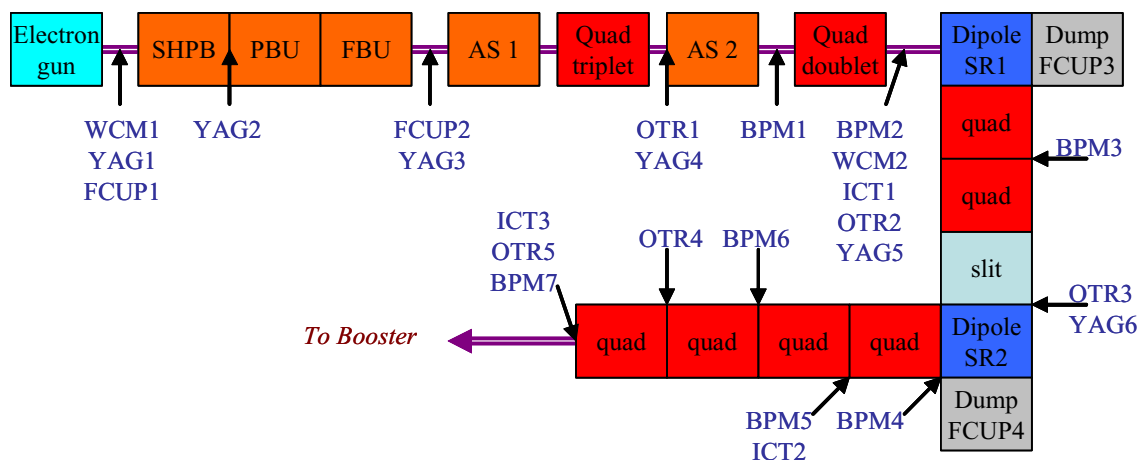 Electron
gun
SHPB
PBU
FBU
AS 1
Quad
triplet
AS 2
Quad
doublet
Dipole
SR1
Dump
FCUP3
WCM1
YAG1
FCUP1
YAG2
FCUP2
YAG3
OTR1
YAG4
BPM1
BPM2
WCM2
ICT1
OTR2
YAG5
quad
BPM3
quad
slit
OTR3
YAG6
ICT3
OTR5
BPM7
OTR4
BPM6
To Booster
quad
quad
quad
quad
Dipole
SR2
BPM5
ICT2
BPM4
Dump
FCUP4